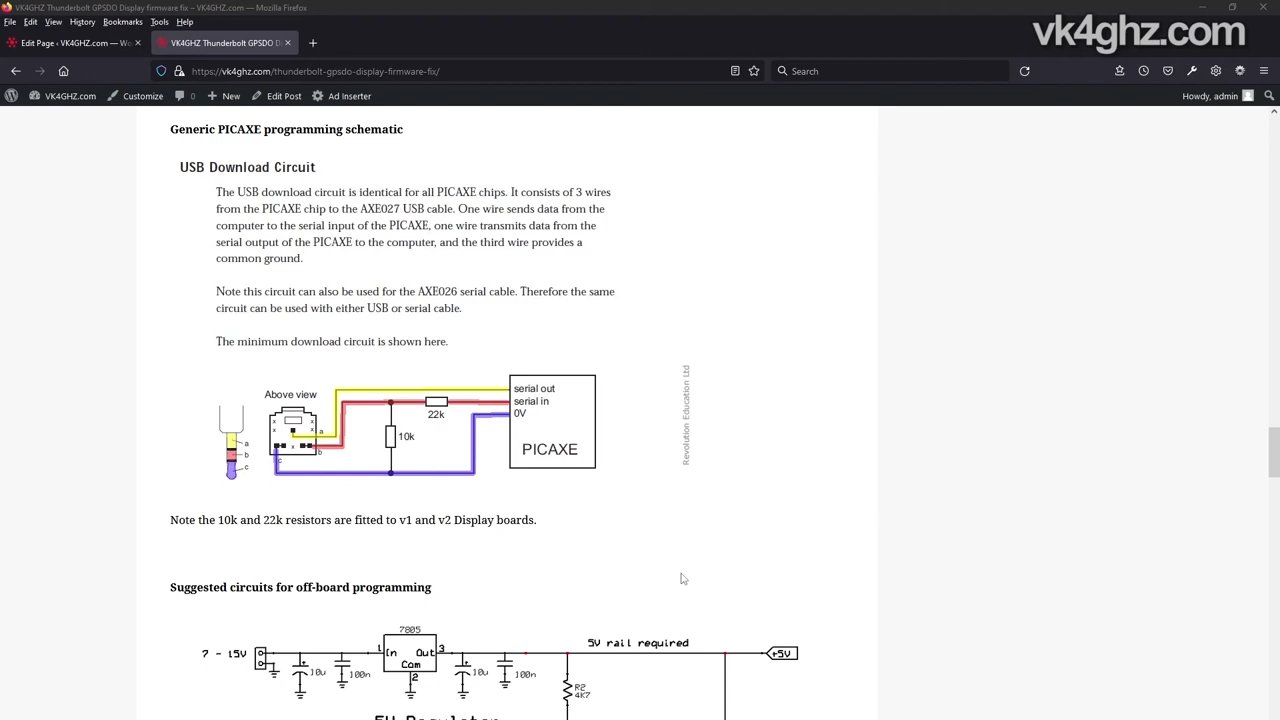 VK4GHZ Thunderbolt GPSDO Display firmware fix – VK4GHZ.com — Mozilla Firefox
File Edit View History Bookmarks Tools Help
vk4ghz.com
Edit Page ‹ VK4GHZ.com — Wo
VK4GHZ Thunderbolt GPSDO Di
https://vk4ghz.com/thunderbolt-gpsdo-display-firmware-fix/
Search
VK4GHZ.com Customize 0 New Edit Post Ad Inserter
Howdy, admin
Generic PICAXE programming schematic
USB Download Circuit
The USB download circuit is identical for all PICAXE chips. It consists of 3 wires
from the PICAXE chip to the AXE027 USB cable. One wire sends data from the
computer to the serial input of the PICAXE, one wire transmits data from the
serial output of the PICAXE to the computer, and the third wire provides a
common ground.
Note this circuit can also be used for the AXE026 serial cable. Therefore the same
circuit can be used with either USB or serial cable.
The minimum download circuit is shown here.
Above view
a
b
c
x
x
x
x
x
a
b
c
10k
22k
serial out
serial in
0V
PICAXE
Revolution Education Ltd
Note the 10k and 22k resistors are fitted to v1 and v2 Display boards.
Suggested circuits for off-board programming
7 - 15V
7805
1 In Out 3
Com
2
10u
100n
10u
100n
5V rail required
+5V
R2
4K7
5V Regulator